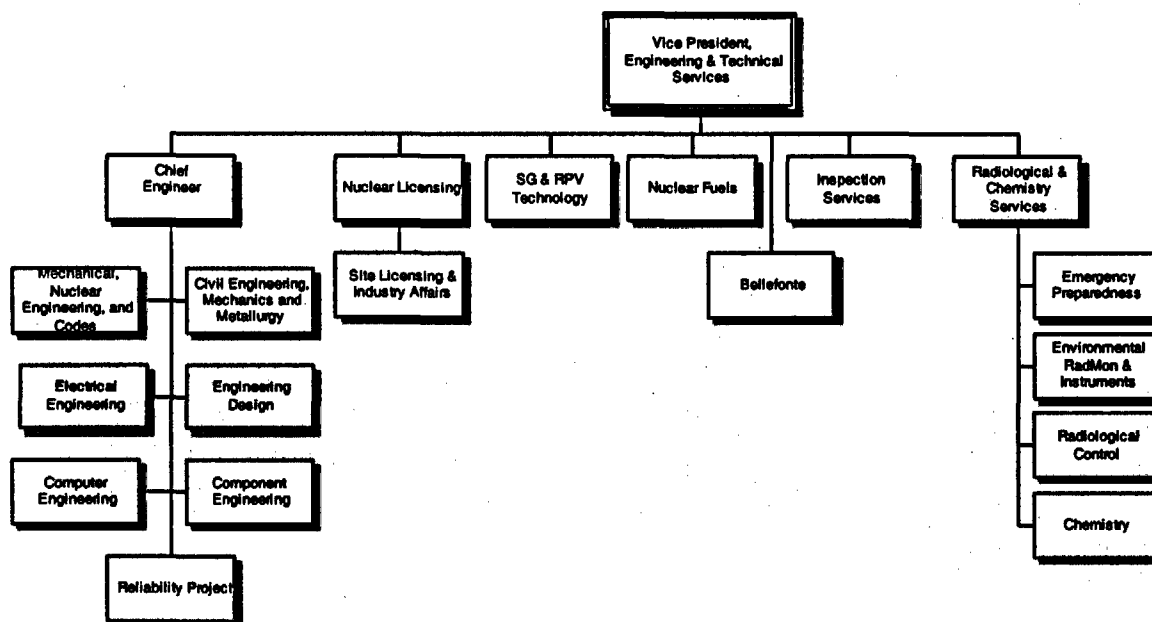 Vice President,
Engineering & Technical
Services
Chief
Engineer
Nuclear Licensing
SG & RPV
Technology
Nuclear Fuels
Inspection
Services
Radiological &
Chemistry
Services
Site Licensing &
Industry Affairs
Bellefonte
Mechanical,
Nuclear
Engineering, and
Codes
Civil Engineering,
Mechanics and
Metallurgy
Electrical
Engineering
Engineering
Design
Computer
Engineering
Component
Engineering
Reliability Project
Emergency
Preparedness
Environmental
RadMon &
Instruments
Radiological
Control
Chemistry